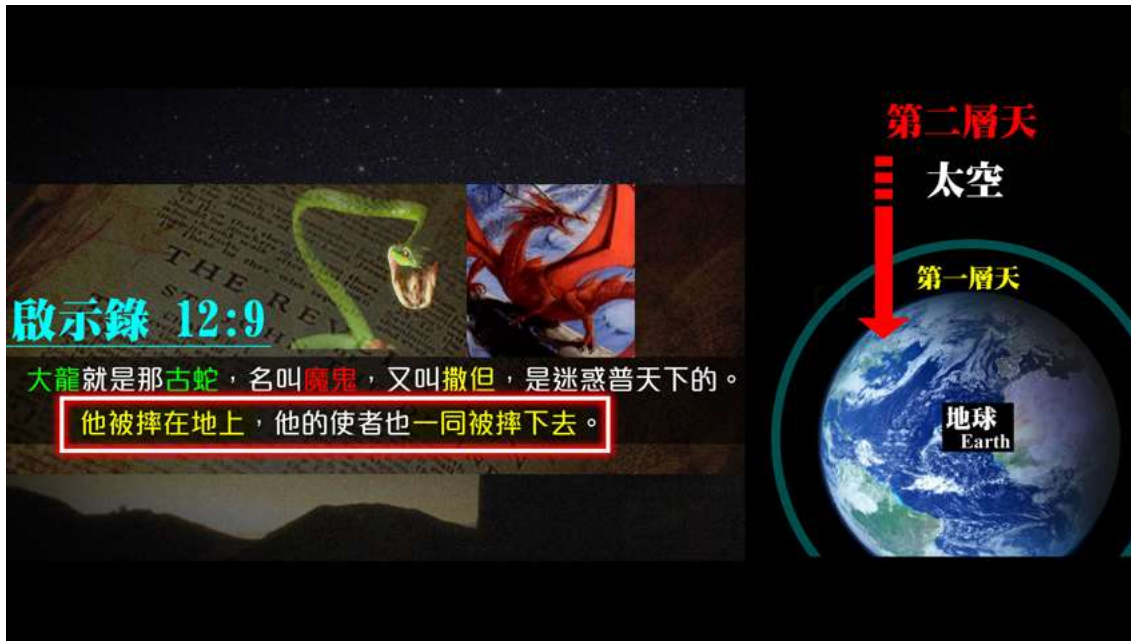 啟示錄 12:9
大龍就是那古蛇，名叫魔鬼，又叫撒但，是迷惑普天下的。
他被摔在地上，他的使者也一同被摔下去。
第二層天
太空
第一層天
地球
Earth
THE REV